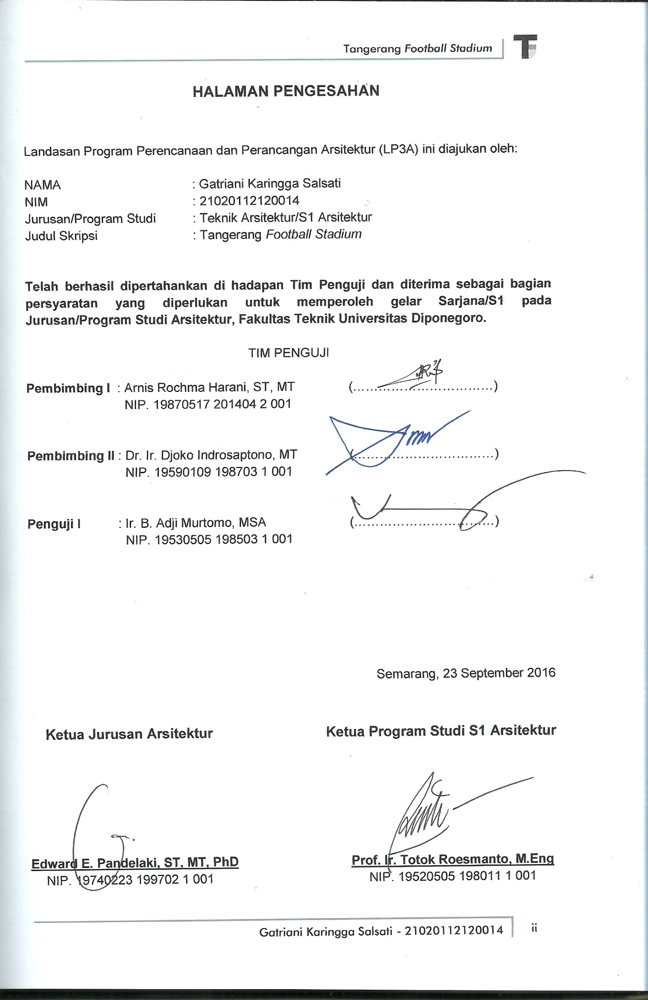 Tangerang Football Stadium
HALAMAN PENGESAHAN
Landasan Program Perencanaan dan Perancangan Arsitektur (LP3A) ini diajukan oleh:
NAMA : Gatriani Karingga Salsati
NIM : 21020112120014
Jurusan/Program Studi : Teknik Arsitektur/S1 Arsitektur
Judul Skripsi : Tangerang Football Stadium
Telah berhasil dipertahankan di hadapan Tim Penguji dan diterima sebagai bagian
persyaratan yang diperlukan untuk memperoleh gelar Sarjana/S1 pada
Jurusan/Program Studi Arsitektur, Fakultas Teknik Universitas Diponegoro.
TIM PENGUJI
Pembimbing I : Arnis Rochma Harani, ST, MT (.................................)
NIP. 19870517 201404 2 001
Pembimbing II : Dr. Ir. Djoko Indrosaptono, MT (.................................)
NIP. 19590109 198703 1 001
Penguji I : Ir. B. Adji Murtomo, MSA (.................................)
NIP. 19530505 198503 1 001
Semarang, 23 September 2016
Ketua Jurusan Arsitektur Ketua Program Studi S1 Arsitektur
Edward E. Pandelaki, ST, MT, PhD Prof. Ir. Totok Roesmanto, M.Eng
NIP. 19740223 199702 1 001 NIP. 19520505 198011 1 001
Gatriani Karingga Salsati - 21020112120014 ii